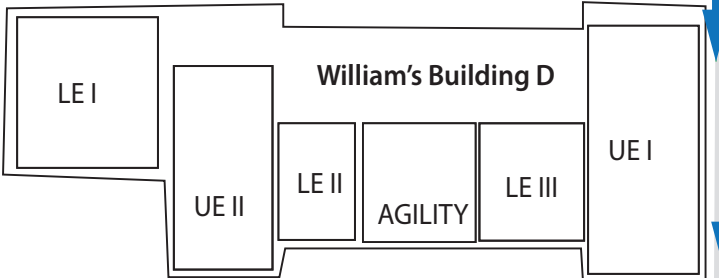 William's Building D
LE I
UE II
LE II
AGILITY
LE III
UE I